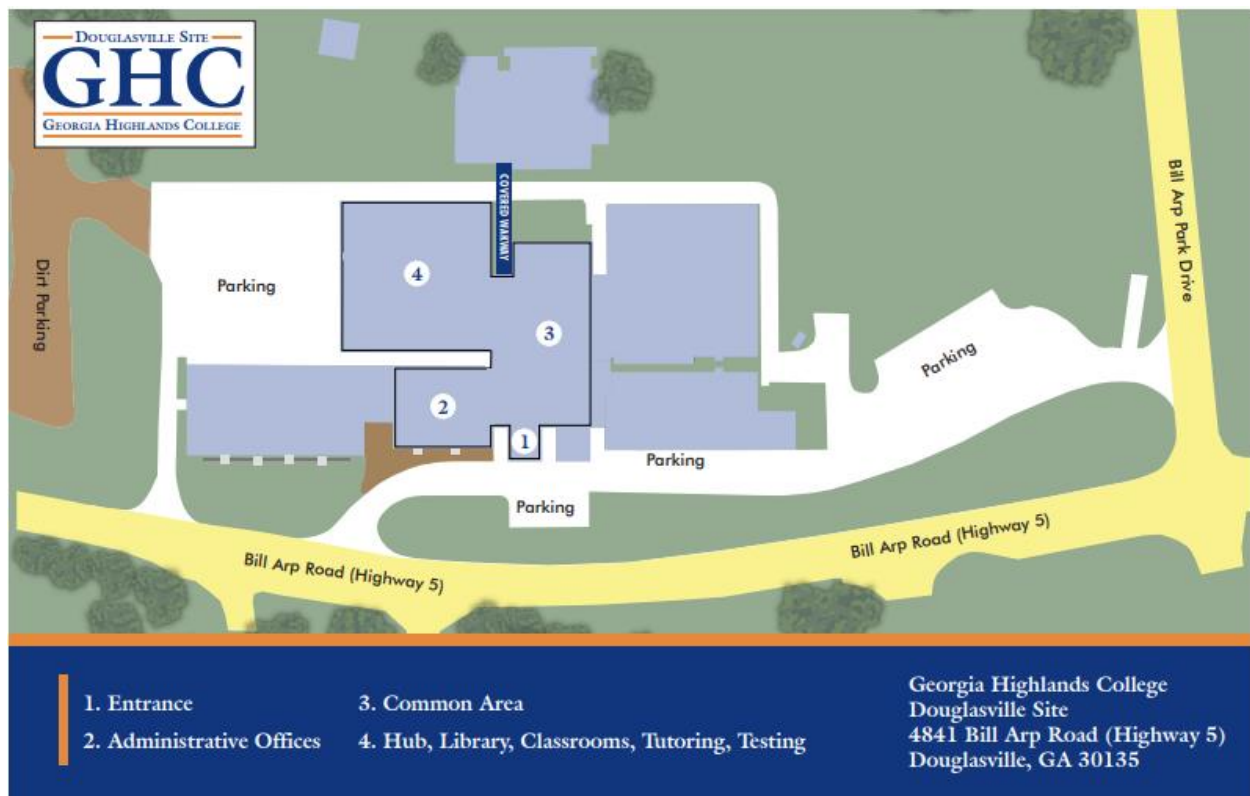 DOUGLASVILLE SITE
GHC
GEORGIA HIGHLANDS COLLEGE
COVERED WAKWAY
Bill Arp Park Drive
Dirt Parking
Parking
4
3
Parking
2
1
Parking
Parking
Bill Arp Road (Highway 5)
Bill Arp Road (Highway 5)
1. Entrance
2. Administrative Offices
3. Common Area
4. Hub, Library, Classrooms, Tutoring, Testing
Georgia Highlands College
Douglasville Site
4841 Bill Arp Road (Highway 5)
Douglasville, GA 30135